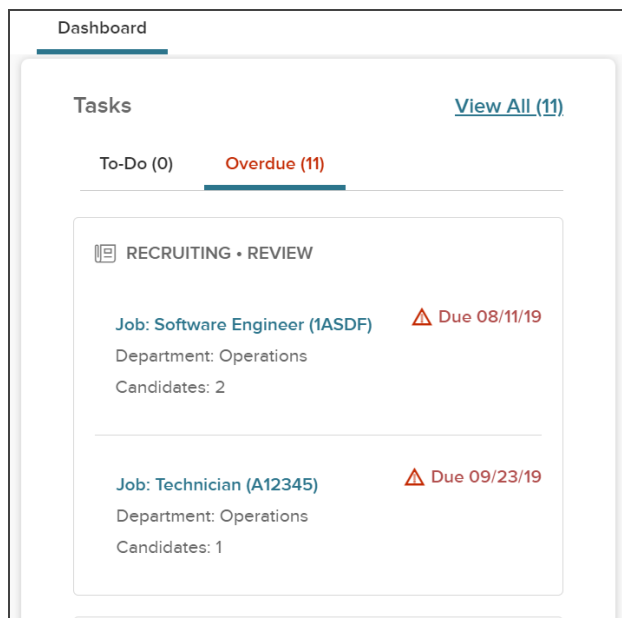 Dashboard
Tasks
View All (11)
To-Do (0)
Overdue (11)
RECRUITING • REVIEW
Job: Software Engineer (1ASDF)
Due 08/11/19
Department: Operations
Candidates: 2
Job: Technician (A12345)
Due 09/23/19
Department: Operations
Candidates: 1